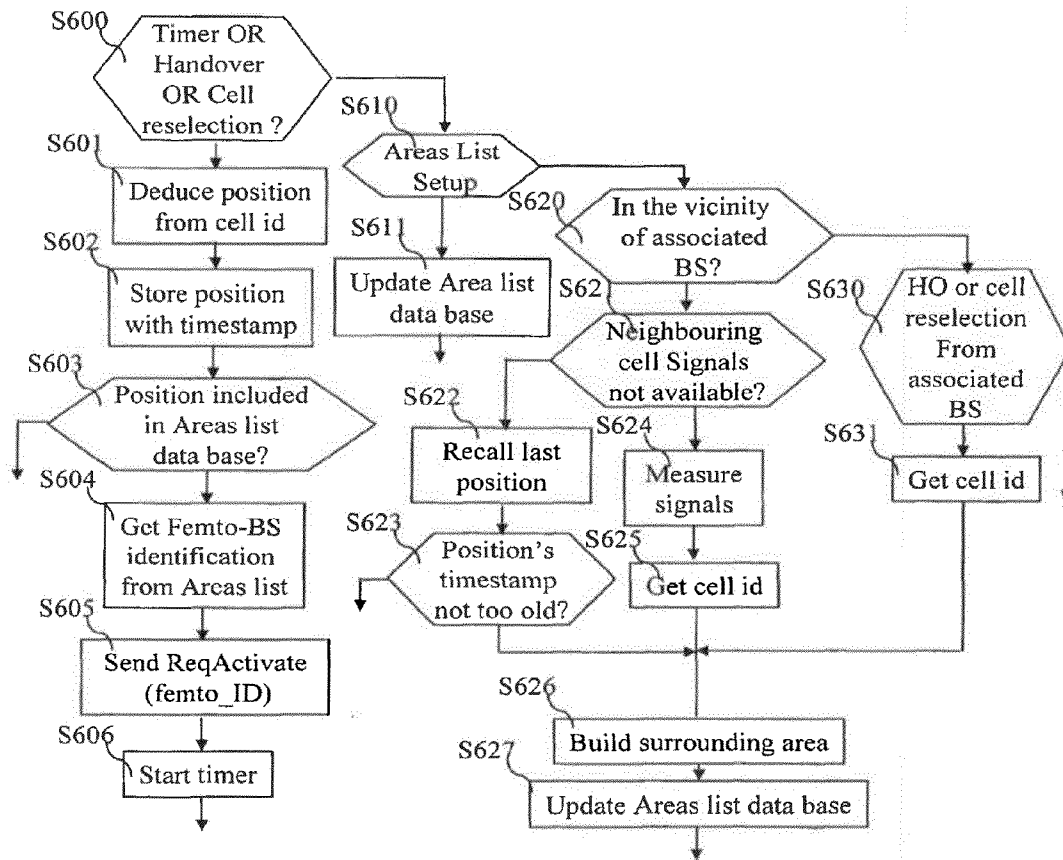 S600
Timer OR
Handover
OR Cell
reselection ?
S601
Deduce position
from cell id
S602
Store position
with timestamp
S603
Position included
in Areas list
data base?
S604
Get Femto-BS
identification
from Areas list
S605
Send ReqActivate
(femto_ID)
S606
Start timer
S610
Areas List
Setup
S611
Update Area list
data base
S620
In the vicinity
of associated
BS?
S62
Neighbouring
cell Signals
not available?
S622
Recall last
position
S623
Position's
timestamp
not too old?
S624
Measure
signals
S625
Get cell id
S630
HO or cell
reselection
From
associated
BS
S631
Get cell id
S626
Build surrounding area
S627
Update Areas list data base